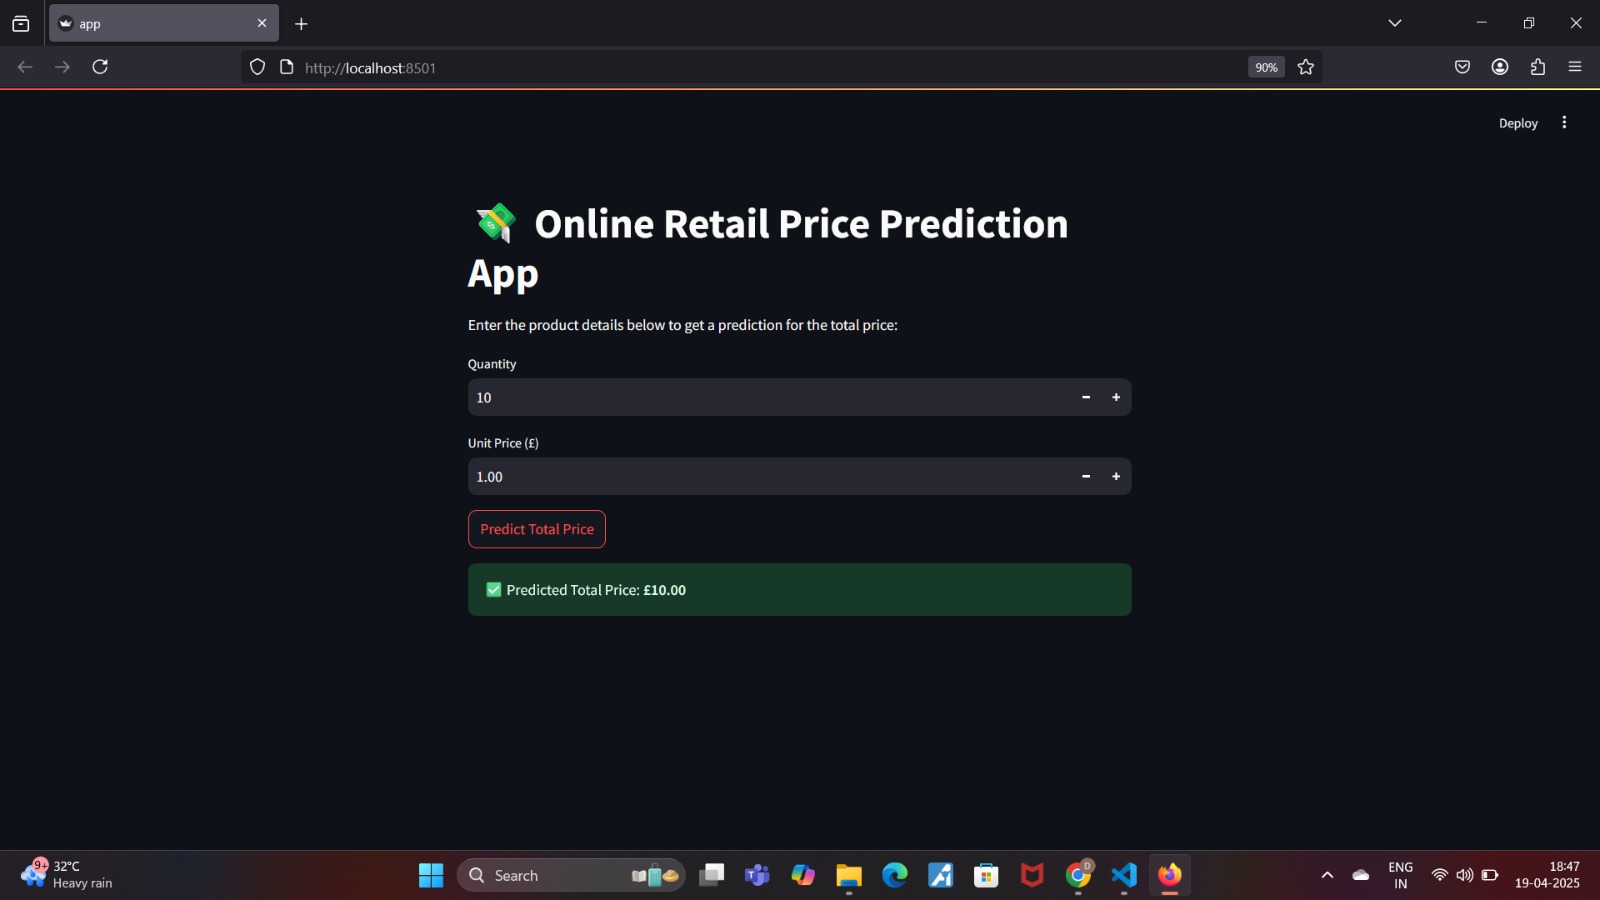 app
http://localhost:8501
90%
Deploy
Online Retail Price Prediction
App
Enter the product details below to get a prediction for the total price:
Quantity
10
Unit Price (£)
1.00
Predict Total Price
Predicted Total Price: £10.00
9+
32°C
Heavy rain
Search
D
ENG
IN
18:47
19-04-2025